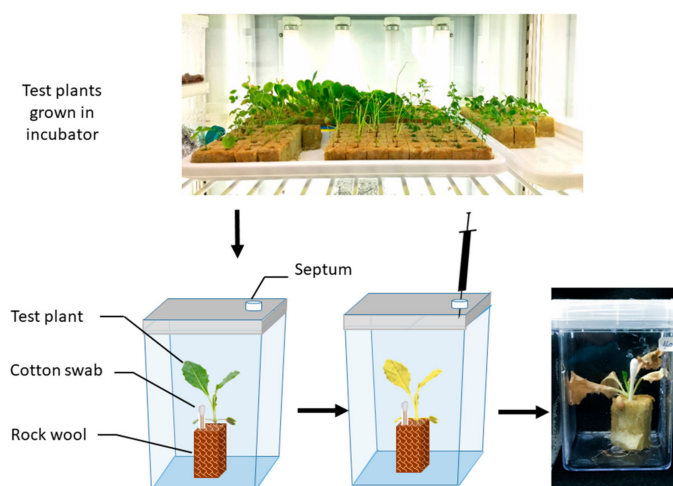 Test plants
grown in
incubator
Septum
Test plant
Cotton swab
Rock wool